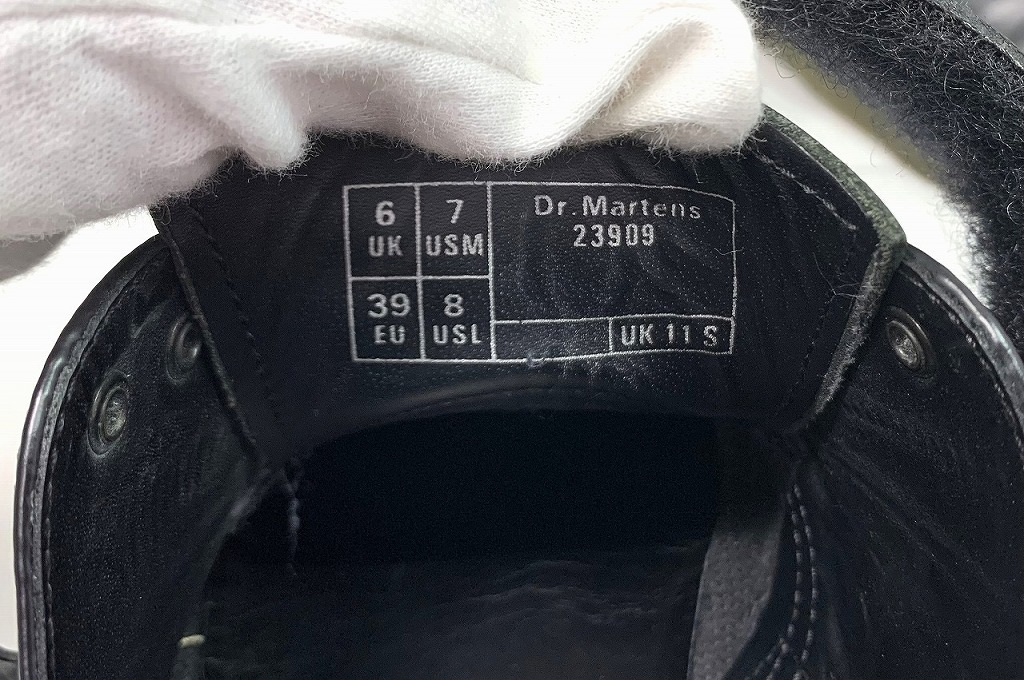 6
UK
7
USM
Dr. Martens
23909
39
EU
8
USL
UK 11 S